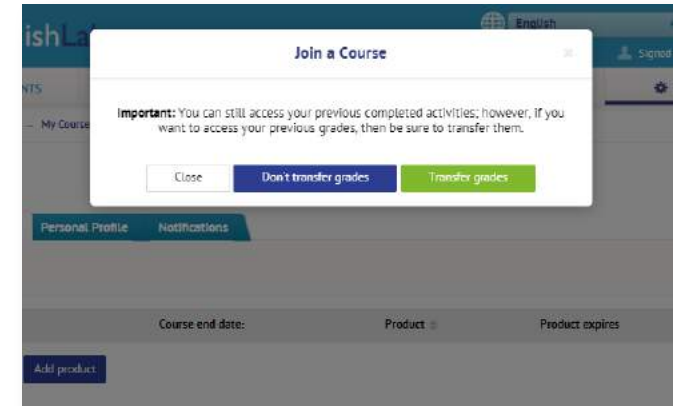 English
ishLa
Join a Course
Signed
NTS
Important: You can still access your previous completed activities; however, if you
want to access your previous grades, then be sure to transfer them.
My Course
Close
Don't transfer grades
Transfer grades
Personal Profile
Notifications
Course end date:
Product
Product expires
Add product